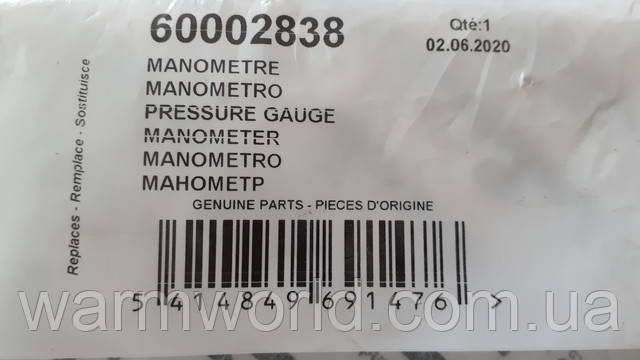 60002838
Qté:1
02.06.2020
MANOMETRE
MANOMETRO
PRESSURE GAUGE
MANOMETER
MANOMETRO
МАНОМЕТР
GENUINE PARTS - PIECES D'ORIGINE
Replaces - Remplace - Sostituisce
5 414849 691476 >
www.warmworld.com.ua